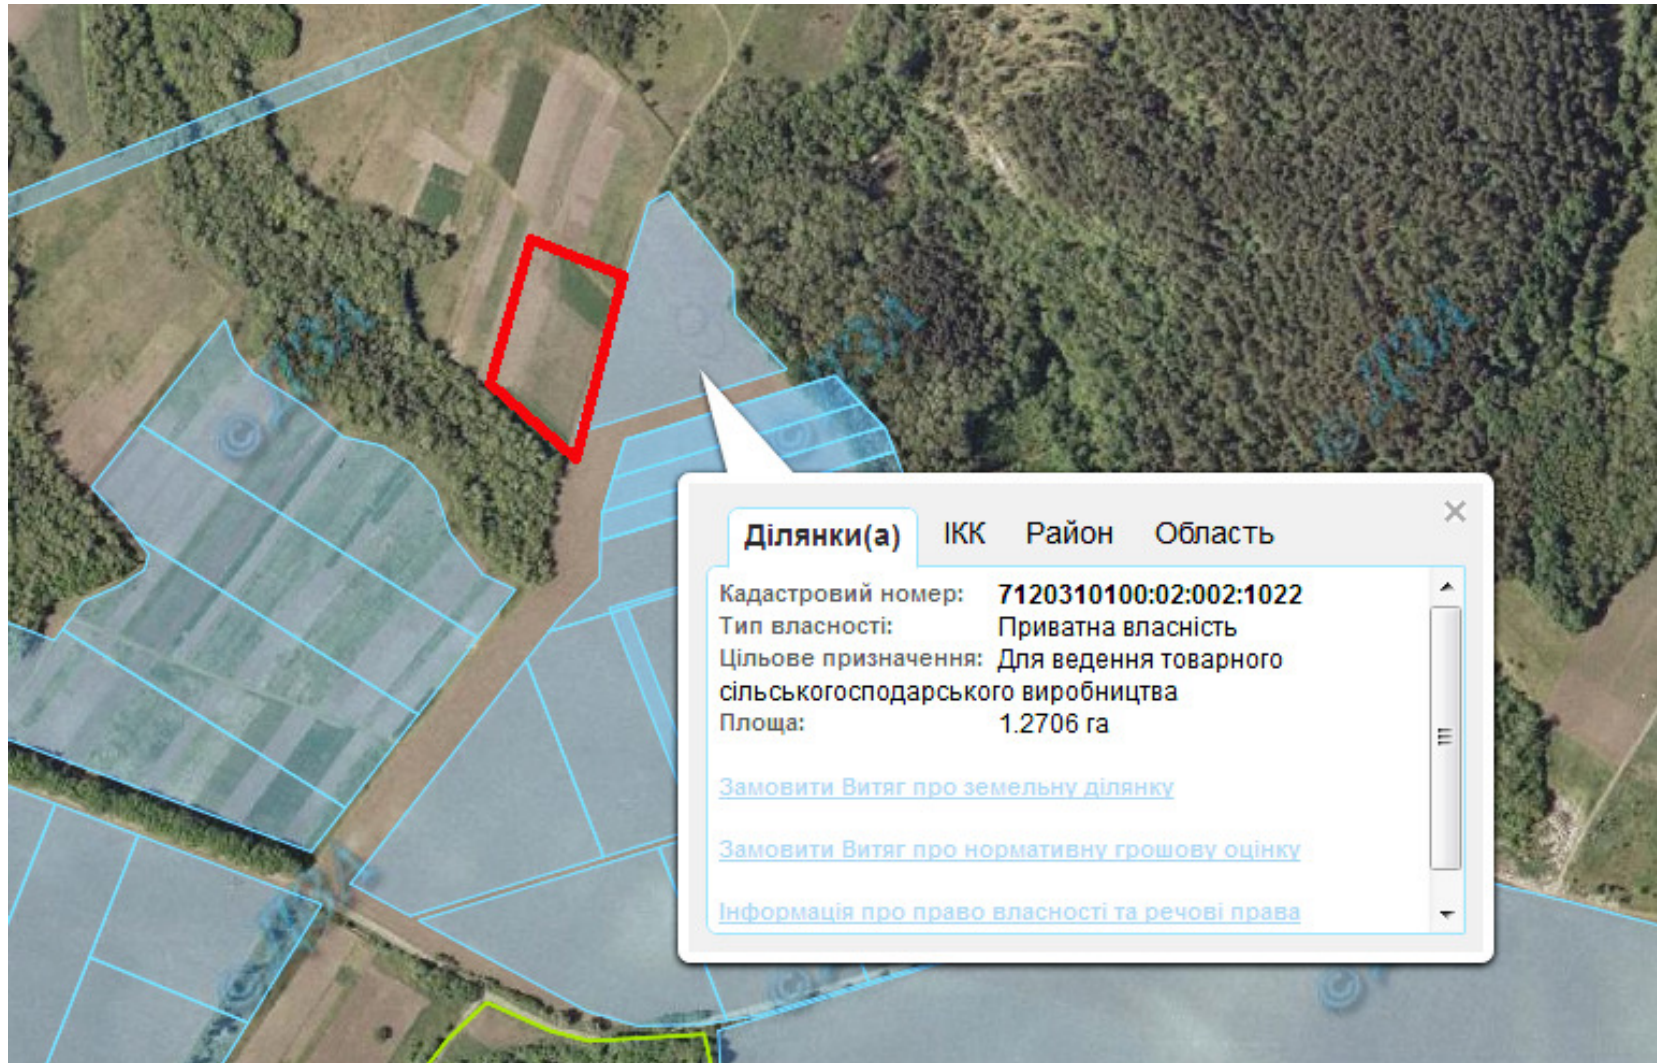 Ділянки(а) ІКК Район Область
Кадастровий номер: 7120310100:02:002:1022
Тип власності: Приватна власність
Цільове призначення: Для ведення товарного
сільськогосподарського виробництва
Площа: 1.2706 га
Замовити Витяг про земельну ділянку
Замовити Витяг про нормативну грошову оцінку
Інформація про право власності та речові права